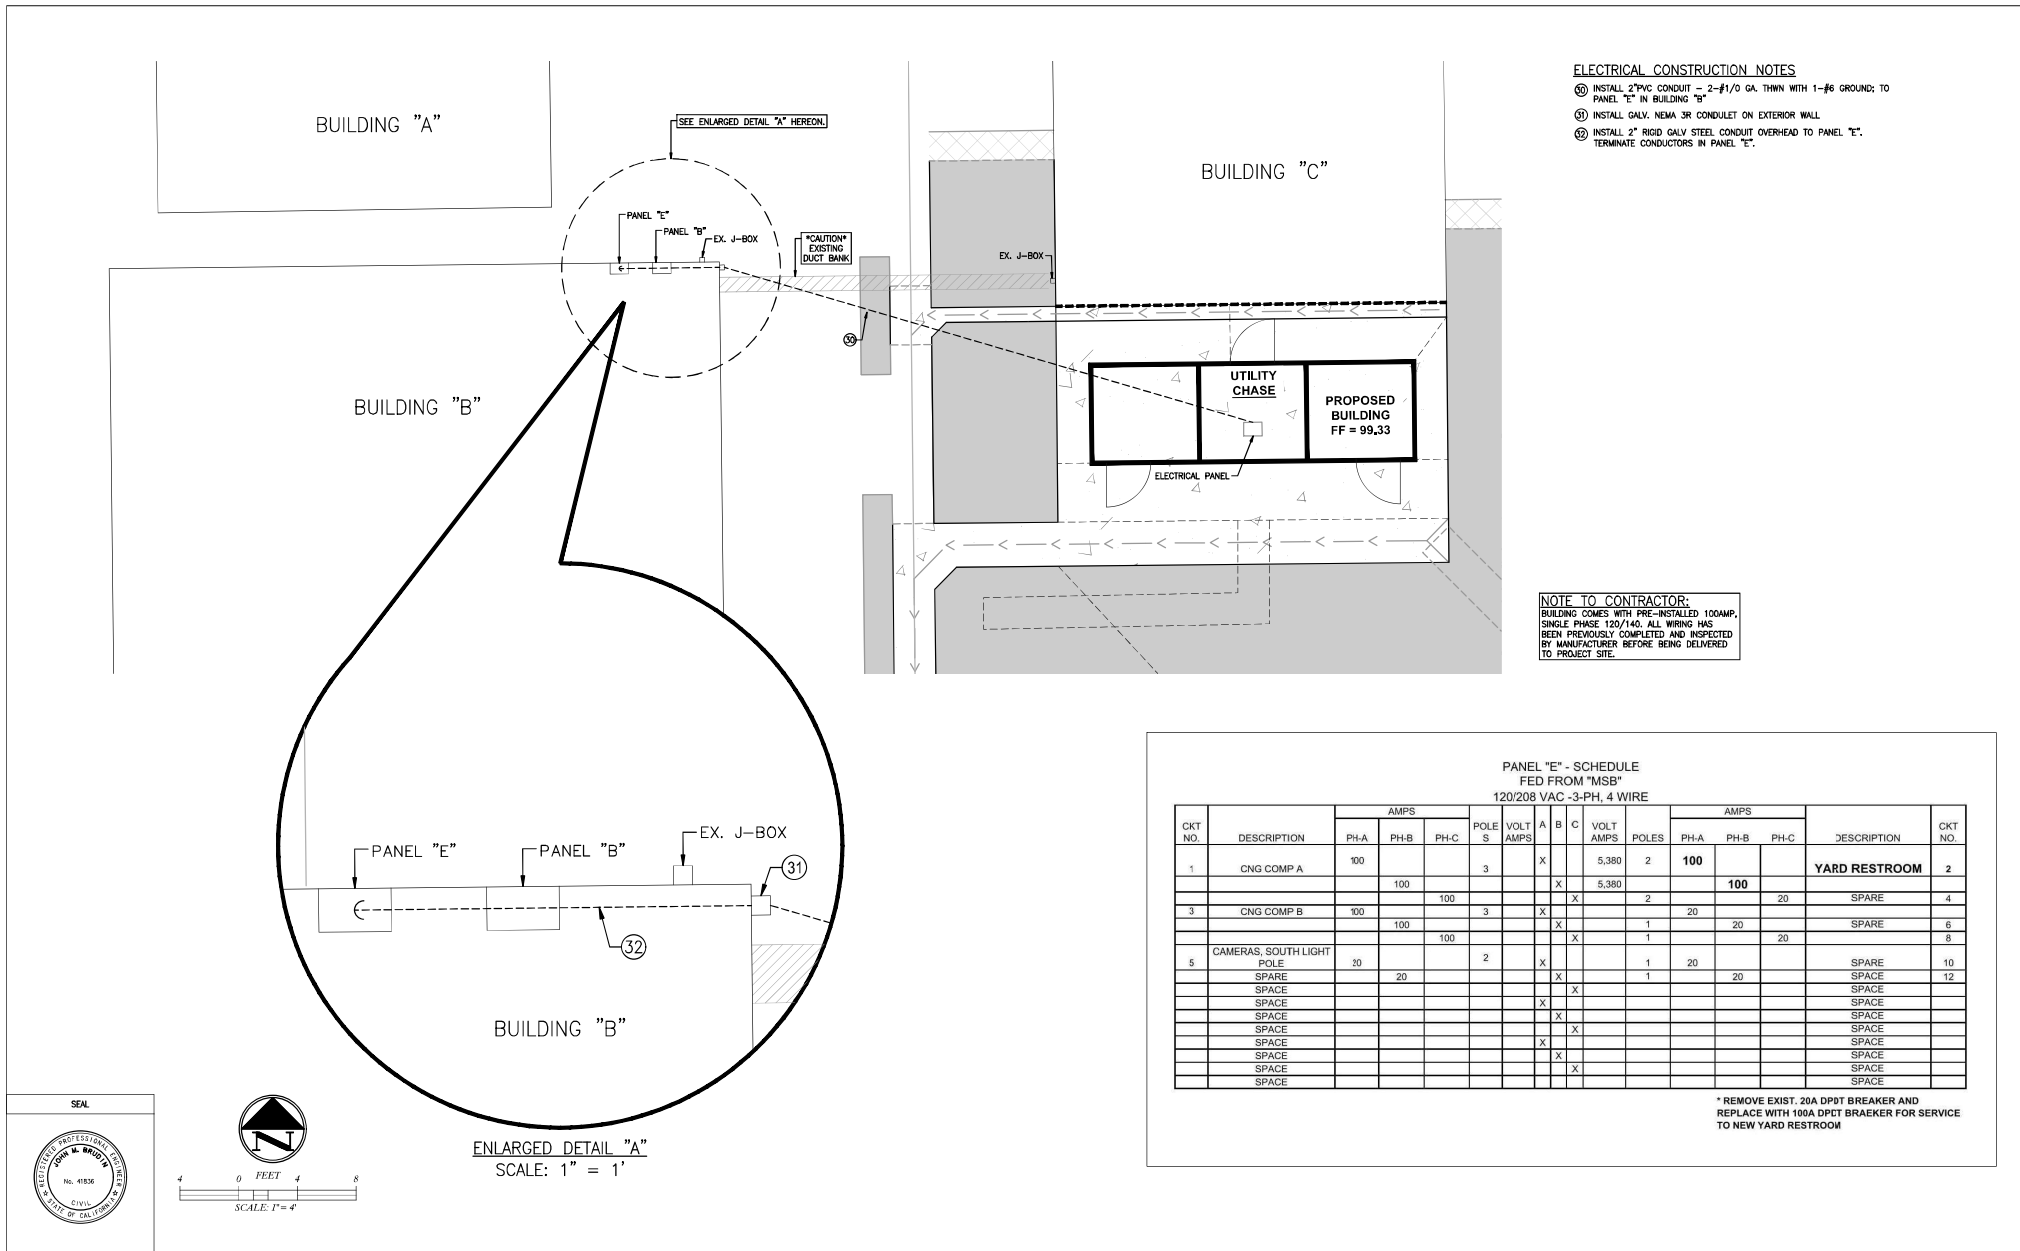 BUILDING "A"
SEE ENLARGED DETAIL "A" HEREON.
PANEL "E"
PANEL "B"
EX. J-BOX
*CAUTION*
EXISTING
DUCT BANK
EX. J-BOX
BUILDING "C"
30
BUILDING "B"
UTILITY
CHASE
PROPOSED
BUILDING
FF = 99.33
ELECTRICAL PANEL
ELECTRICAL CONSTRUCTION NOTES
30 INSTALL 2"PVC CONDUIT - 2-#1/0 GA. THWN WITH 1-#6 GROUND; TO
PANEL "E" IN BUILDING "B"
31 INSTALL GALV. NEMA 3R CONDULET ON EXTERIOR WALL
32 INSTALL 2" RIGID GALV STEEL CONDUIT OVERHEAD TO PANEL "E".
TERMINATE CONDUCTORS IN PANEL "E".
NOTE TO CONTRACTOR:
BUILDING COMES WITH PRE-INSTALLED 100AMP,
SINGLE PHASE 120/140. ALL WIRING HAS
BEEN PREVIOUSLY COMPLETED AND INSPECTED
BY MANUFACTURER BEFORE BEING DELIVERED
TO PROJECT SITE.
PANEL "E"
PANEL "B"
EX. J-BOX
31
32
BUILDING "B"
ENLARGED DETAIL "A"
SCALE: 1" = 1'
PANEL "E" - SCHEDULE
FED FROM "MSB"
120/208 VAC -3-PH, 4 WIRE
AMPS AMPS
CKT NO. DESCRIPTION PH-A PH-B PH-C POLE S VOLT AMPS A B C VOLT AMPS POLES PH-A PH-B PH-C DESCRIPTION CKT NO.
1 CNG COMP A 100 3 X 5,380 2 100 YARD RESTROOM 2
100 X 5,380 100
100 X 2 20 SPARE 4
3 CNG COMP B 100 3 X 20
100 X 1 20 SPARE 6
100 X 1 20 8
5 CAMERAS, SOUTH LIGHT POLE 20 2 X 1 20 SPARE 10
SPARE 20 X 1 20 SPACE 12
SPACE X SPACE
SPACE X SPACE
SPACE X SPACE
SPACE X SPACE
SPACE X SPACE
SPACE X SPACE
SPACE X SPACE
SPACE SPACE
* REMOVE EXIST. 20A DPDT BREAKER AND
REPLACE WITH 100A DPDT BRAEKER FOR SERVICE
TO NEW YARD RESTROOM
SEAL
REGISTERED PROFESSIONAL ENGINEER
JOHN M. BRUDIN
No. 41836
CIVIL
STATE OF CALIFORNIA
N
4 0 FEET 4 8
SCALE: 1"= 4'